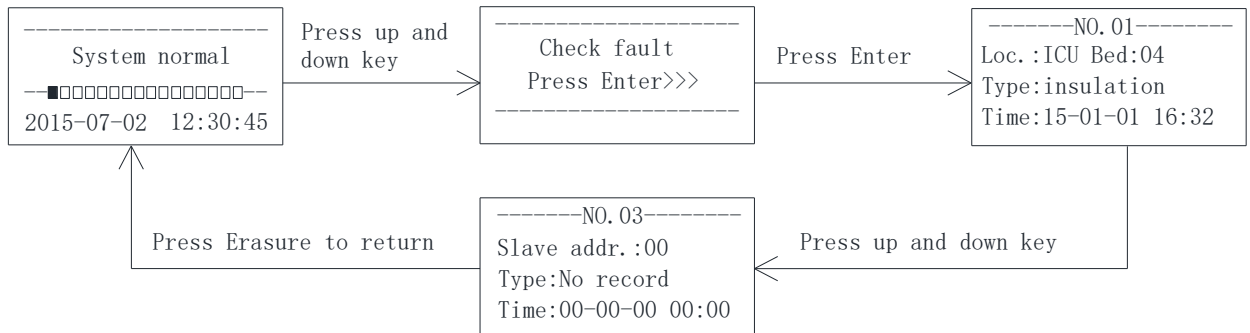 System normal
2015-07-02 12:30:45
Press up and
down key
Check fault
Press Enter>>>
Press Enter
-------NO.01--------
Loc.:ICU Bed:04
Type:insulation
Time:15-01-01 16:32
Press up and down key
-------NO.03--------
Slave addr.:00
Type:No record
Time:00-00-00 00:00
Press Erasure to return